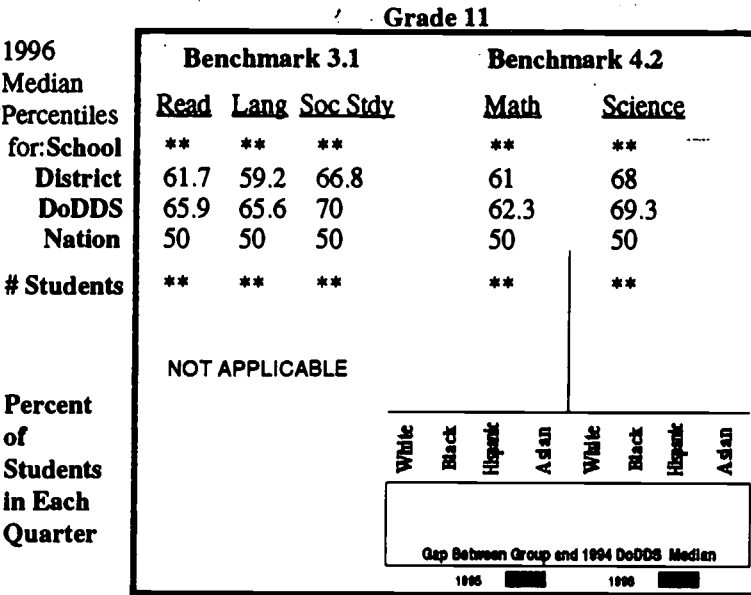 Grade 11
1996 Median Percentiles for:
Benchmark 3.1 Benchmark 4.2
Read Lang Soc Stdy Math Science
School ** ** ** ** **
District 61.7 59.2 66.8 61 68
DoDDS 65.9 65.6 70 62.3 69.3
Nation 50 50 50 50 50
# Students ** ** ** ** **
NOT APPLICABLE
Percent
of
Students
in Each
Quarter
White Black Hispanic Asian White Black Hispanic Asian
Gap Between Group and 1994 DoDDS Median
1995 1996